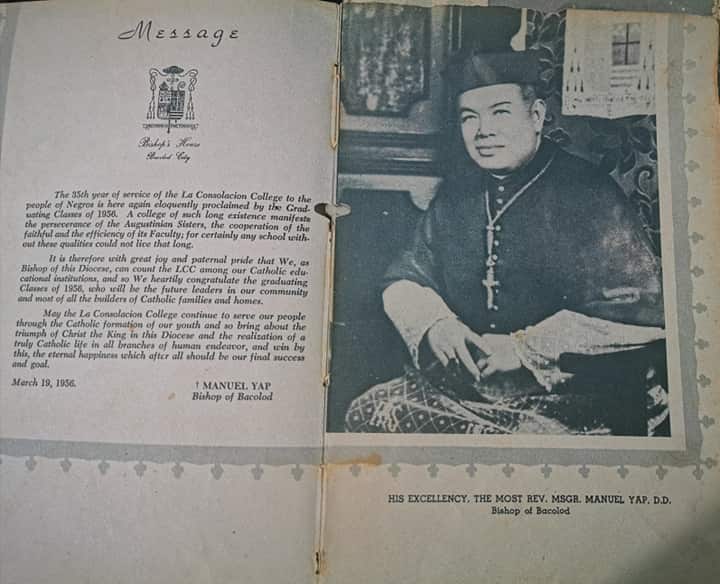 Message
Bishop's House
Bacolod City
The 35th year of service of the La Consolacion College to the
people of Negros is here again eloquently proclaimed by the Grad-
uating Classes of 1956. A college of such long existence manifests
the perseverance of the Augustinian Sisters, the cooperation of the
faithful and the efficiency of its Faculty; for certainly any school with-
out these qualities could not live that long.
It is therefore with great joy and paternal pride that We, as
Bishop of this Diocese, can count the LCC among our Catholic edu-
cational institutions, and so We heartily congratulate the graduating
Classes of 1956, who will be the future leaders in our community
and most of all the builders of Catholic families and homes.
May the La Consolacion College continue to serve our people
through the Catholic formation of our youth and so bring about the
triumph of Christ the King in this Diocese and the realization of a
truly Catholic life in all branches of human endeavor, and win by
this, the eternal happiness which after all should be our final success
and goal.
March 19, 1956.
† MANUEL YAP
Bishop of Bacolod
HIS EXCELLENCY, THE MOST REV. MSGR. MANUEL YAP, D.D.
Bishop of Bacolod